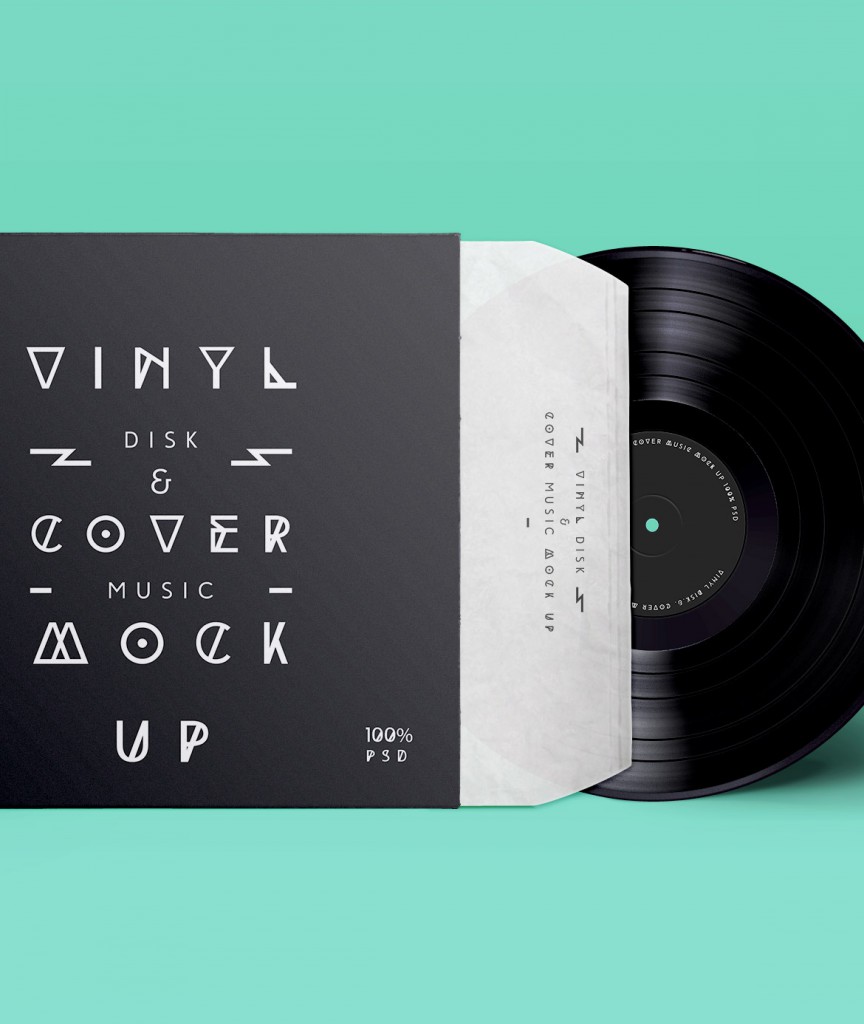 VINYL
DISK
&
COVER
MUSIC
MOCK
UP
100%
PSD
VINYL DISK
&
COVER MUSIC MOCK UP
COVER MUSIC MOCK UP 100% PSD
VINYL DISK & COVER M